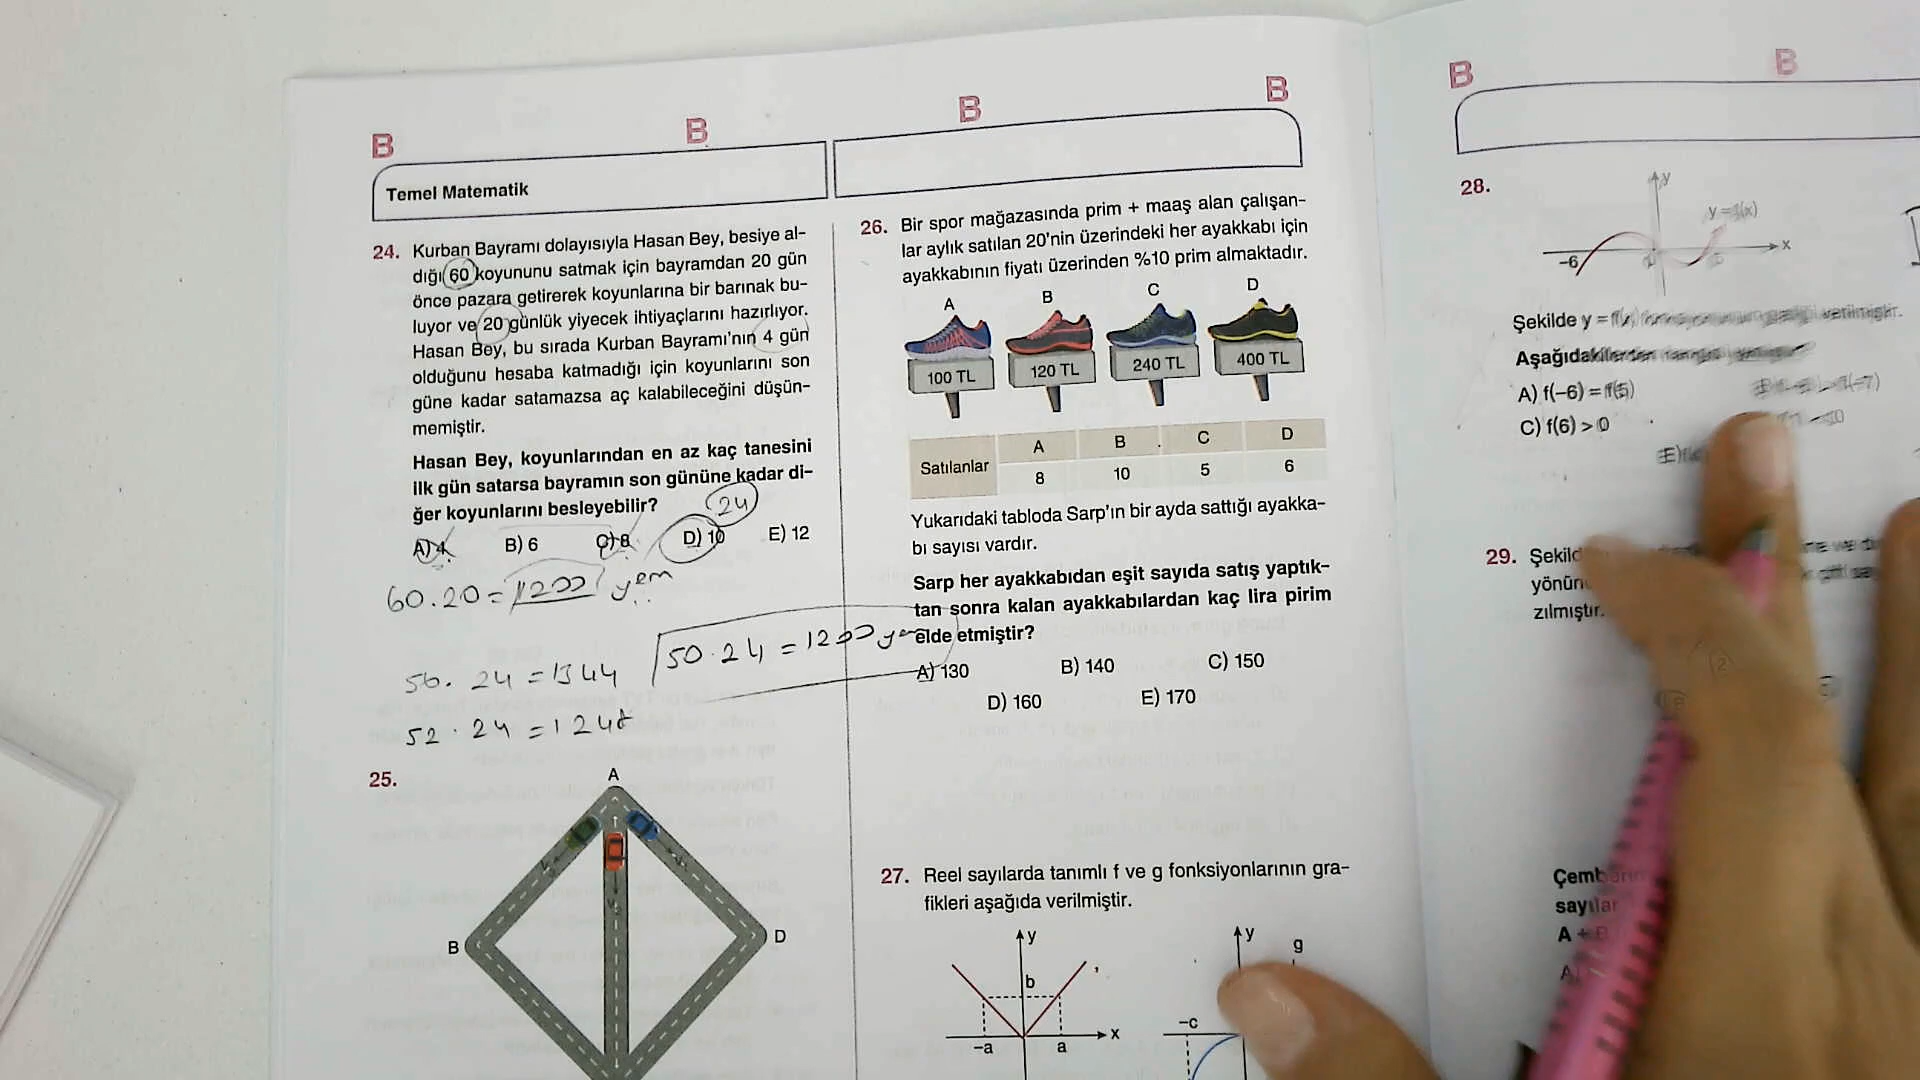 B
B
B
B
B
B
Temel Matematik
24. Kurban Bayramı dolayısıyla Hasan Bey, besiye al-
dığı 60 koyununu satmak için bayramdan 20 gün
önce pazara getirerek koyunlarına bir barınak bu-
luyor ve 20 günlük yiyecek ihtiyaçlarını hazırlıyor.
Hasan Bey, bu sırada Kurban Bayramı'nın 4 gün
olduğunu hesaba katmadığı için koyunlarını son
güne kadar satamazsa aç kalabileceğini düşün-
memiştir.
Hasan Bey, koyunlarından en az kaç tanesini
ilk gün satarsa bayramın son gününe kadar di-
ğer koyunlarını besleyebilir?
24
A) 4 B) 6 C) 8 D) 10 E) 12
60.20=1200 yem
50.24=1200 yem
56.24=1344
52.24=1248
25.
A
B
D
26. Bir spor mağazasında prim + maaş alan çalışan-
lar aylık satılan 20'nin üzerindeki her ayakkabı için
ayakkabının fiyatı üzerinden %10 prim almaktadır.
A B C D
100 TL 120 TL 240 TL 400 TL
Satılanlar A B C D
8 10 5 6
Yukarıdaki tabloda Sarp'ın bir ayda sattığı ayakka-
bı sayısı vardır.
Sarp her ayakkabıdan eşit sayıda satış yaptık-
tan sonra kalan ayakkabılardan kaç lira pirim
elde etmiştir?
A) 130 B) 140 C) 150
D) 160 E) 170
27. Reel sayılarda tanımlı f ve g fonksiyonlarının gra-
fikleri aşağıda verilmiştir.
y
b
-a a x
y
g
-c
28.
y
y=f(x)
-6
x
Şekilde y = f(x) verilmiştir.
Aşağıdakilerden
A) f(-6) = f(5)
C) f(6) > 0
29. Şekilde
yönün
zılmıştır.
Çemb
sayılar
A +